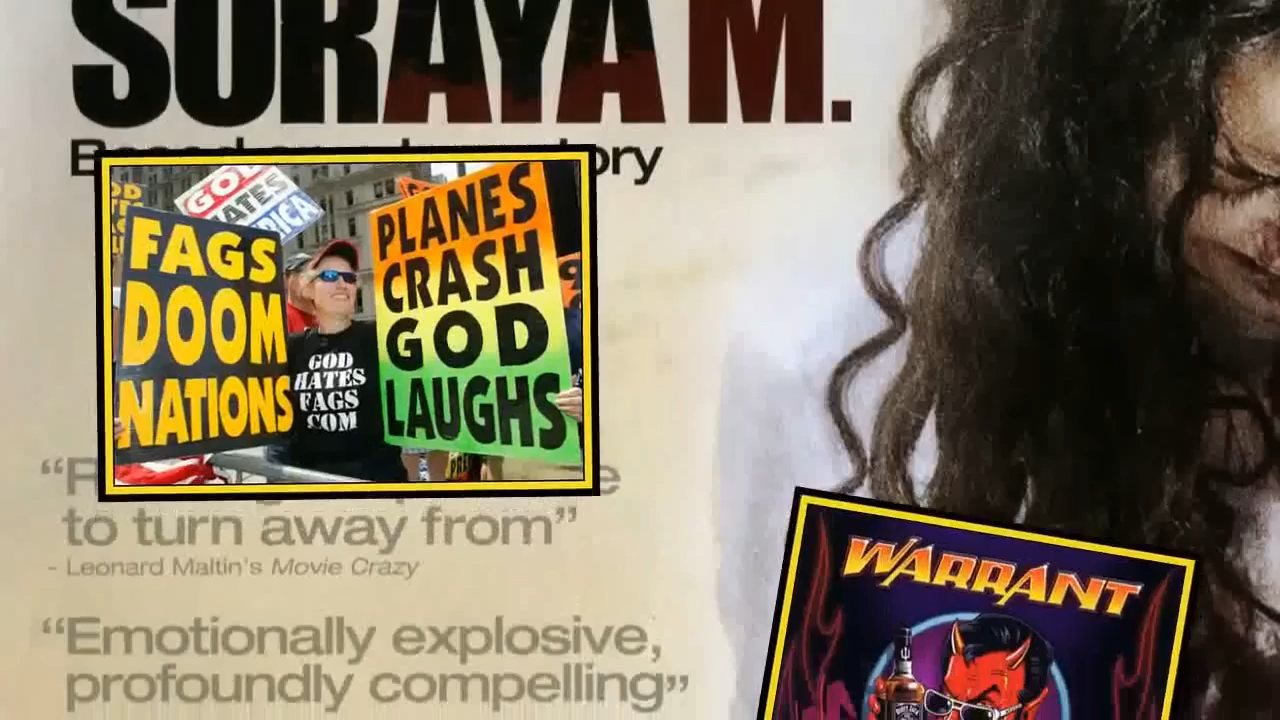 SORAYA M.
GOD
HATES
FAGS
DOOM
NATIONS
GOD
HATES
FAGS
.COM
PLANES
CRASH
GOD
LAUGHS
to turn away from”
- Leonard Maltin's Movie Crazy
“Emotionally explosive,
profoundly compelling”
WARRANT